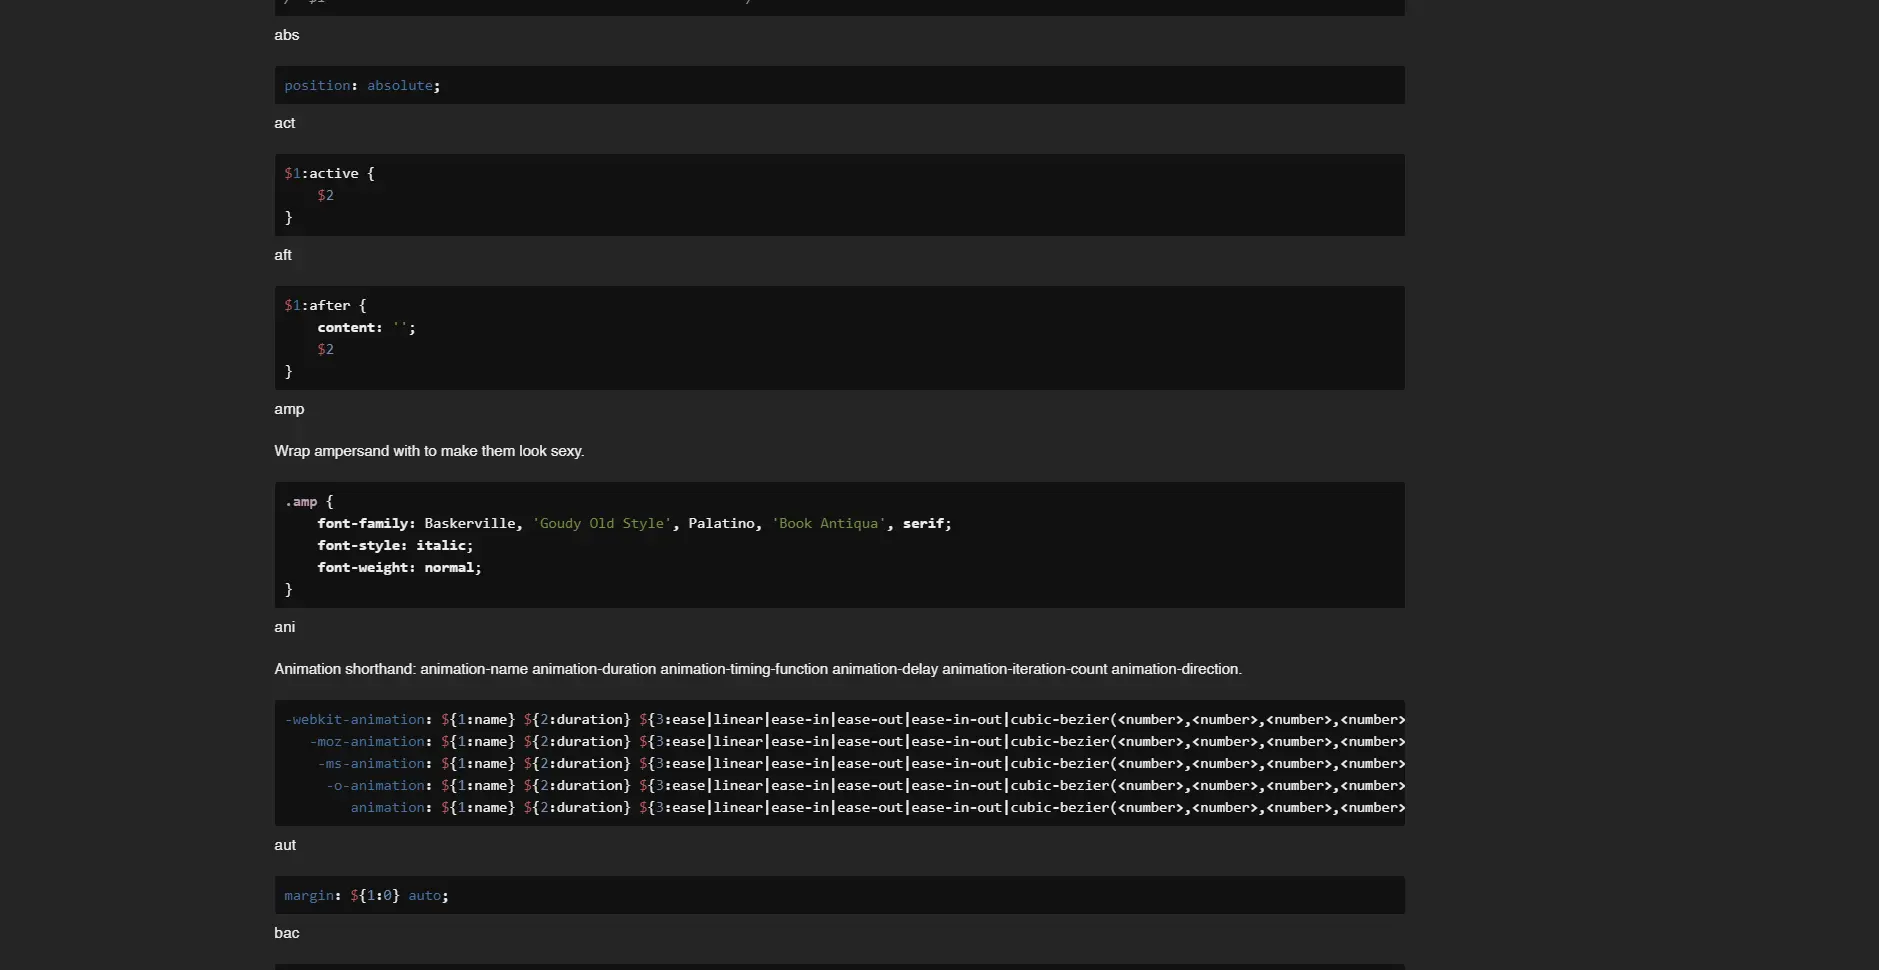 abs
position: absolute;
act
$1:active {
    $2
}
aft
$1:after {
    content: '';
    $2
}
amp
Wrap ampersand with to make them look sexy.
.amp {
    font-family: Baskerville, 'Goudy Old Style', Palatino, 'Book Antiqua', serif;
    font-style: italic;
    font-weight: normal;
}
ani
Animation shorthand: animation-name animation-duration animation-timing-function animation-delay animation-iteration-count animation-direction.
-webkit-animation: ${1:name} ${2:duration} ${3:ease|linear|ease-in|ease-out|ease-in-out|cubic-bezier(<number>,<number>,<number>,<number>
   -moz-animation: ${1:name} ${2:duration} ${3:ease|linear|ease-in|ease-out|ease-in-out|cubic-bezier(<number>,<number>,<number>,<number>
    -ms-animation: ${1:name} ${2:duration} ${3:ease|linear|ease-in|ease-out|ease-in-out|cubic-bezier(<number>,<number>,<number>,<number>
     -o-animation: ${1:name} ${2:duration} ${3:ease|linear|ease-in|ease-out|ease-in-out|cubic-bezier(<number>,<number>,<number>,<number>
        animation: ${1:name} ${2:duration} ${3:ease|linear|ease-in|ease-out|ease-in-out|cubic-bezier(<number>,<number>,<number>,<number>
aut
margin: ${1:0} auto;
bac